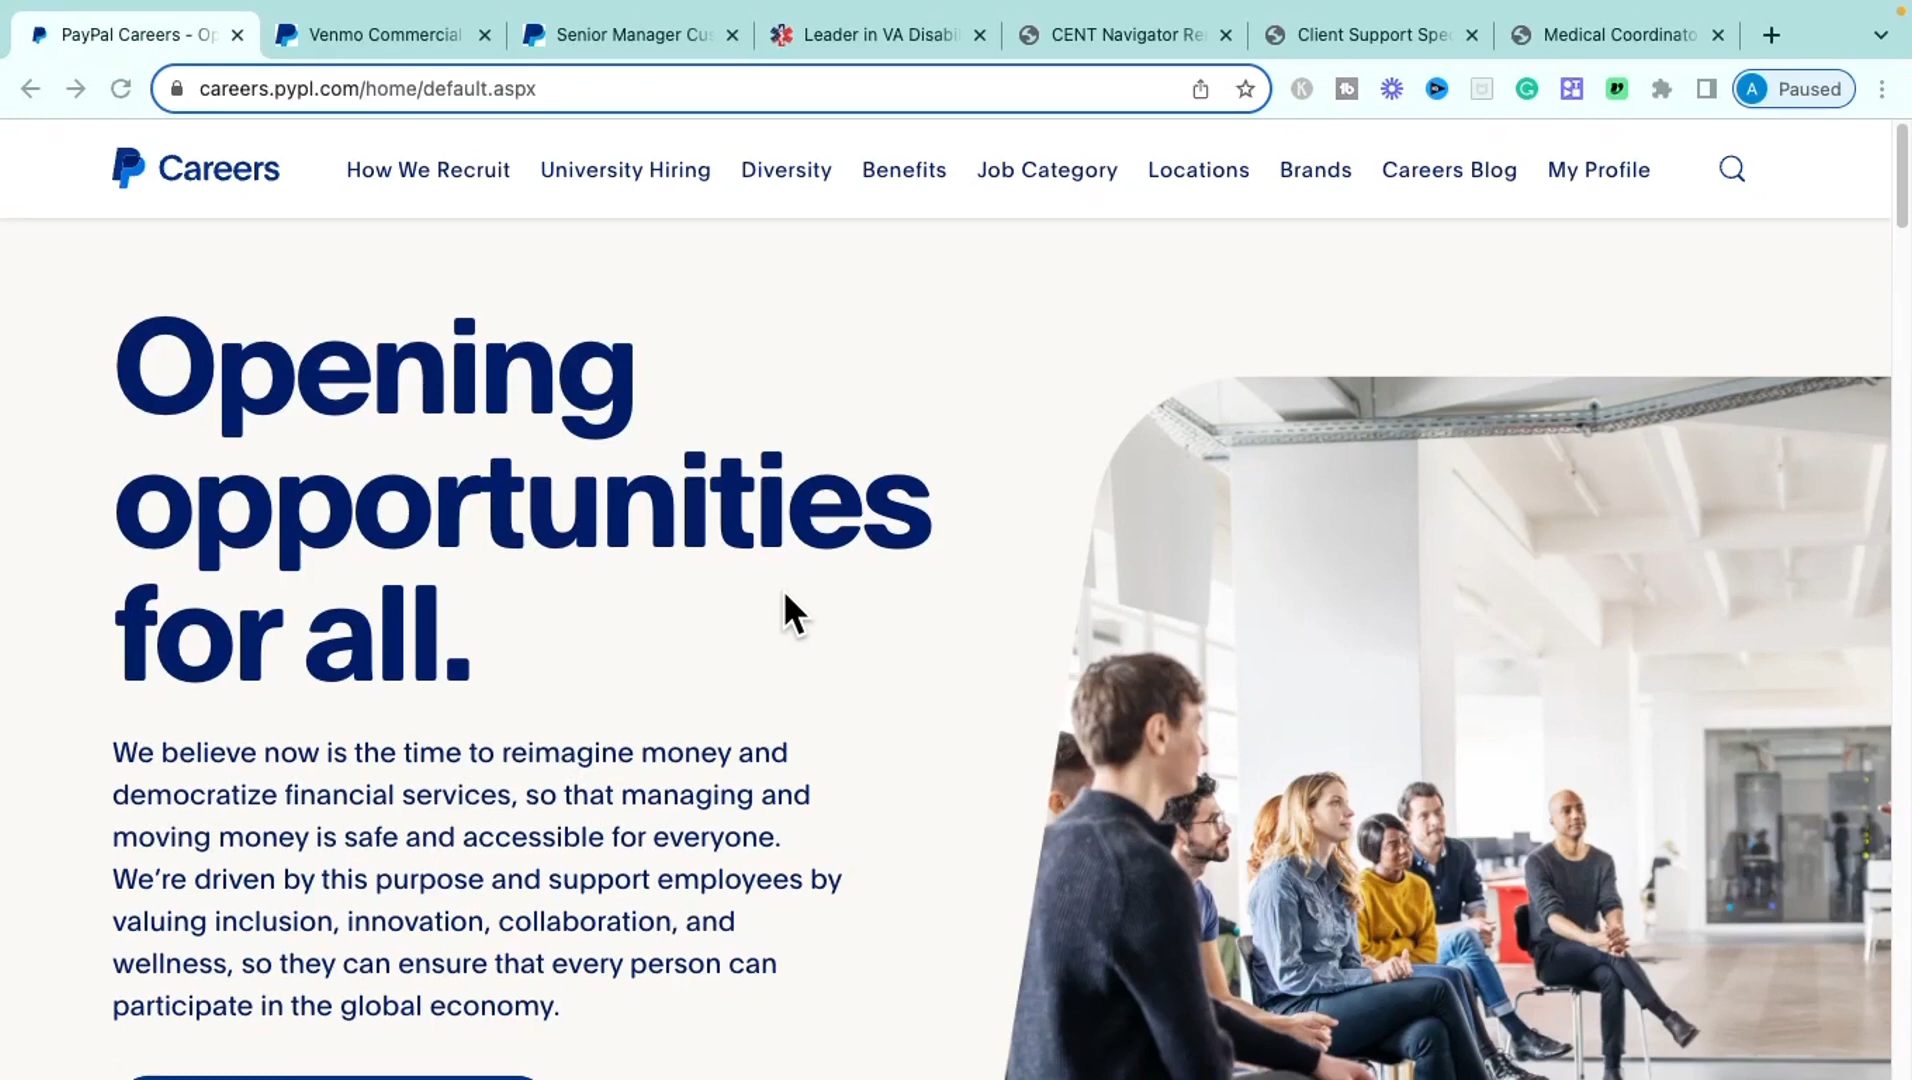 PayPal Careers - Op
Venmo Commercial
Senior Manager Cus
Leader in VA Disabil
CENT Navigator Re
Client Support Spe
Medical Coordinato
careers.pypl.com/home/default.aspx
A Paused
Careers
How We Recruit
University Hiring
Diversity
Benefits
Job Category
Locations
Brands
Careers Blog
My Profile
Opening
opportunities
for all.
We believe now is the time to reimagine money and
democratize financial services, so that managing and
moving money is safe and accessible for everyone.
We’re driven by this purpose and support employees by
valuing inclusion, innovation, collaboration, and
wellness, so they can ensure that every person can
participate in the global economy.